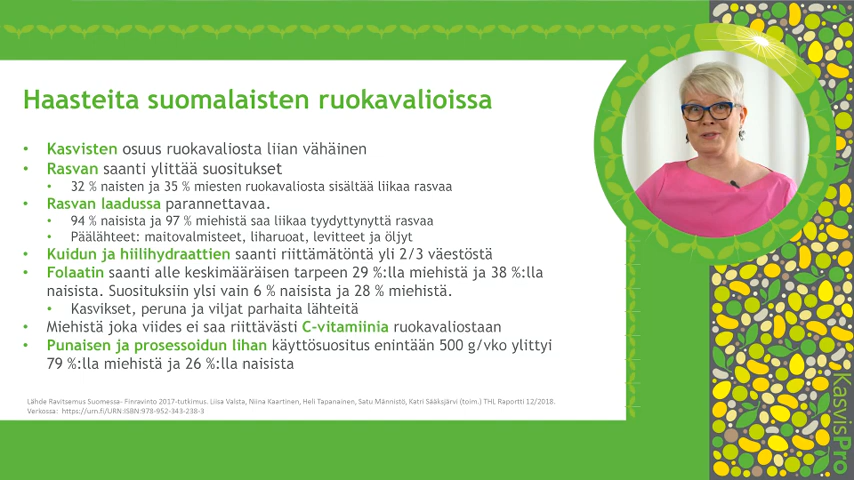 Haasteita suomalaisten ruokavalioissa
• Kasvisten osuus ruokavaliosta liian vähäinen
• Rasvan saanti ylittää suositukset
• 32 % naisten ja 35 % miesten ruokavaliosta sisältää liikaa rasvaa
• Rasvan laadussa parannettavaa.
• 94 % naisista ja 97 % miehistä saa liikaa tyydyttynyttä rasvaa
• Päälähteet: maitovalmisteet, liharuoat, levitteet ja öljyt
• Kuidun ja hiilihydraattien saanti riittämätöntä yli 2/3 väestöstä
• Folaatin saanti alle keskimääräisen tarpeen 29 %:lla miehistä ja 38 %:lla
naisista. Suosituksiin ylsi vain 6 % naisista ja 28 % miehistä.
• Kasvikset, peruna ja viljat parhaita lähteitä
• Miehistä joka viides ei saa riittävästi C-vitamiinia ruokavaliostaan
• Punaisen ja prosessoidun lihan käyttösuositus enintään 500 g/vko ylittyi
79 %:lla miehistä ja 26 %:lla naisista
Lähde Ravitsemus Suomessa- Finravinto 2017-tutkimus. Liisa Valsta, Niina Kaartinen, Heli Tapanainen, Satu Männistö, Katri Sääksjärvi (toim.) THL Raportti 12/2018.
Verkossa: https://urn.fi/URN:ISBN:978-952-343-238-3
KasvisPro